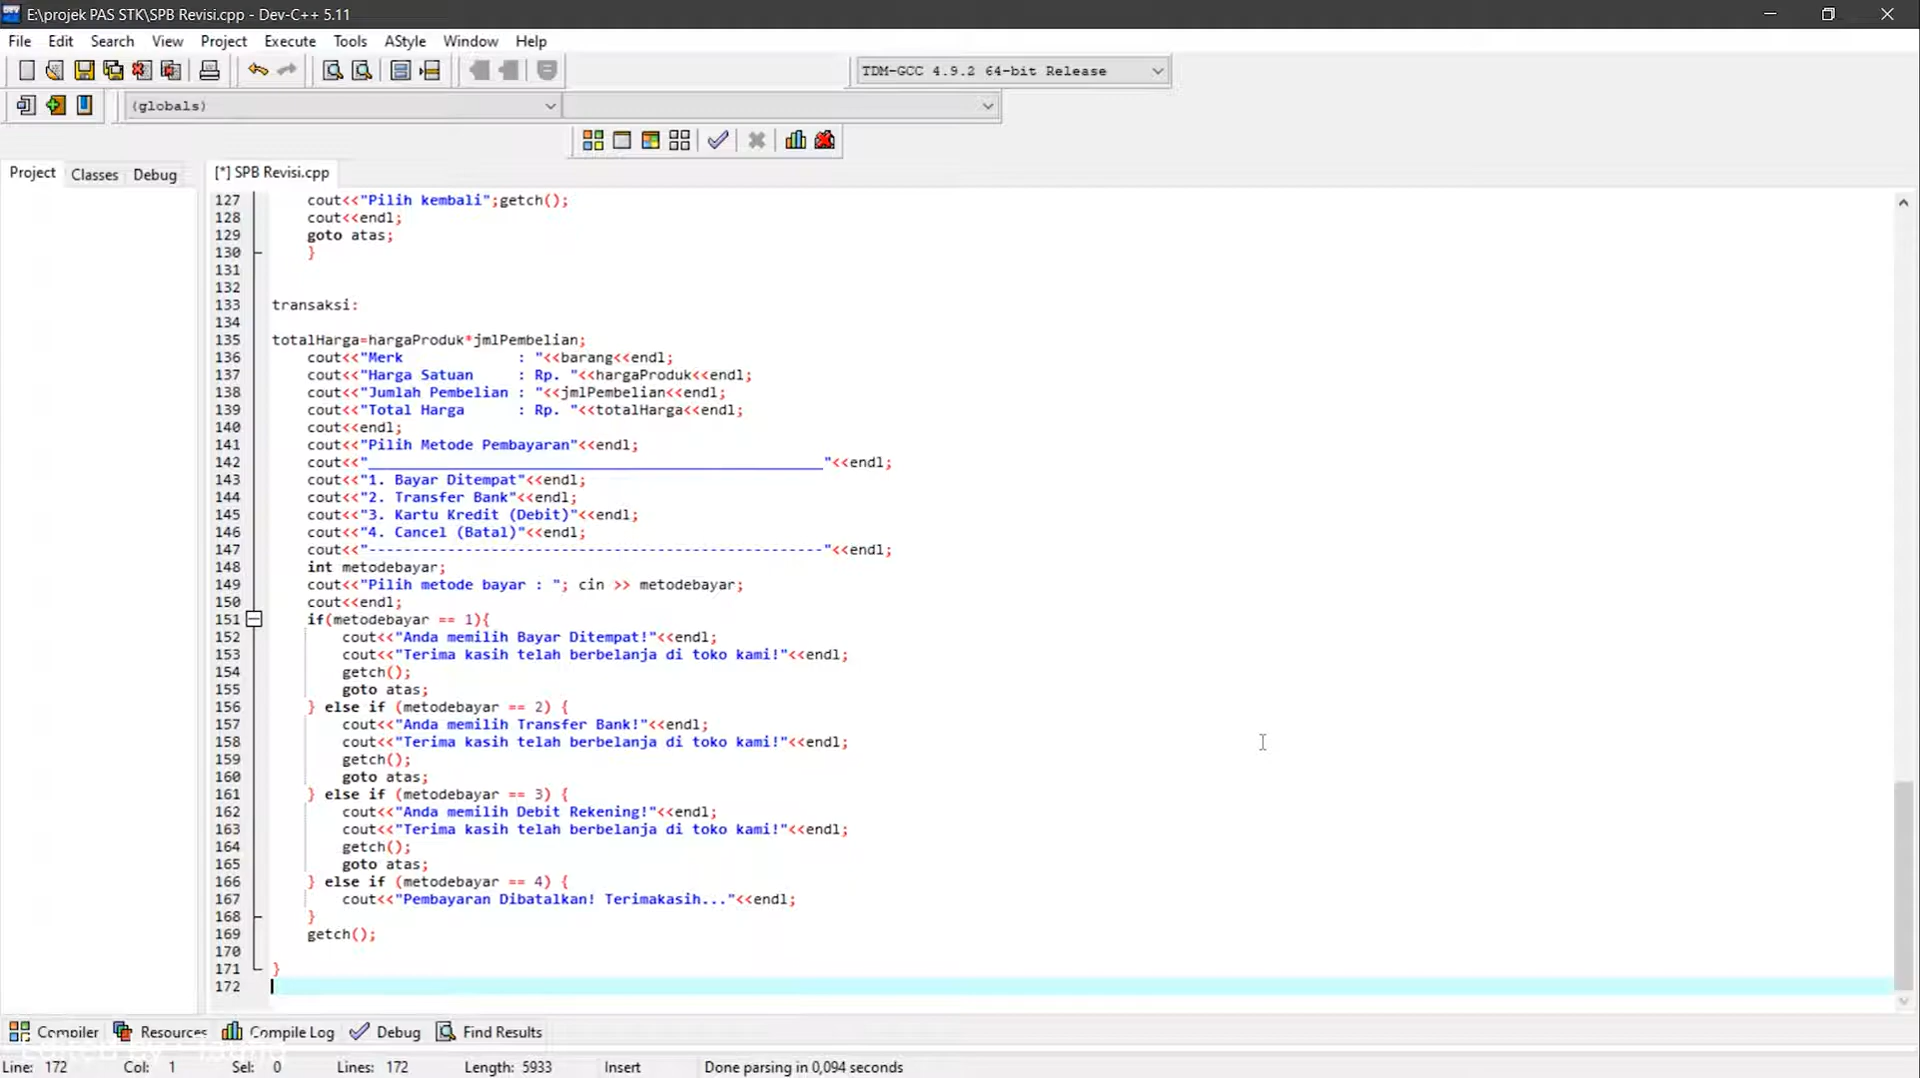 E:\projek PAS STK\SPB Revisi.cpp - Dev-C++ 5.11
File Edit Search View Project Execute Tools AStyle Window Help
TDM-GCC 4.9.2 64-bit Release
(globals)
Project Classes Debug [*] SPB Revisi.cpp
127 cout<<"Pilih kembali";getch();
128 cout<<endl;
129 goto atas;
130 }
131
132
133 transaksi:
134
135 totalHarga=hargaProduk*jmlPembelian;
136 cout<<"Merk             : "<<barang<<endl;
137 cout<<"Harga Satuan     : Rp. "<<hargaProduk<<endl;
138 cout<<"Jumlah Pembelian : "<<jmlPembelian<<endl;
139 cout<<"Total Harga      : Rp. "<<totalHarga<<endl;
140 cout<<endl;
141 cout<<"Pilih Metode Pembayaran"<<endl;
142 cout<<"____________________________________________________"<<endl;
143 cout<<"1. Bayar Ditempat"<<endl;
144 cout<<"2. Transfer Bank"<<endl;
145 cout<<"3. Kartu Kredit (Debit)"<<endl;
146 cout<<"4. Cancel (Batal)"<<endl;
147 cout<<"----------------------------------------------------"<<endl;
148 int metodebayar;
149 cout<<"Pilih metode bayar : "; cin >> metodebayar;
150 cout<<endl;
151 if(metodebayar == 1){
152 cout<<"Anda memilih Bayar Ditempat!"<<endl;
153 cout<<"Terima kasih telah berbelanja di toko kami!"<<endl;
154 getch();
155 goto atas;
156 } else if (metodebayar == 2) {
157 cout<<"Anda memilih Transfer Bank!"<<endl;
158 cout<<"Terima kasih telah berbelanja di toko kami!"<<endl;
159 getch();
160 goto atas;
161 } else if (metodebayar == 3) {
162 cout<<"Anda memilih Debit Rekening!"<<endl;
163 cout<<"Terima kasih telah berbelanja di toko kami!"<<endl;
164 getch();
165 goto atas;
166 } else if (metodebayar == 4) {
167 cout<<"Pembayaran Dibatalkan! Terimakasih..."<<endl;
168 }
169 getch();
170
171 }
172
Compiler Resources Compile Log Debug Find Results
Line: 172 Col: 1 Sel: 0 Lines: 172 Length: 5933 Insert Done parsing in 0,094 seconds